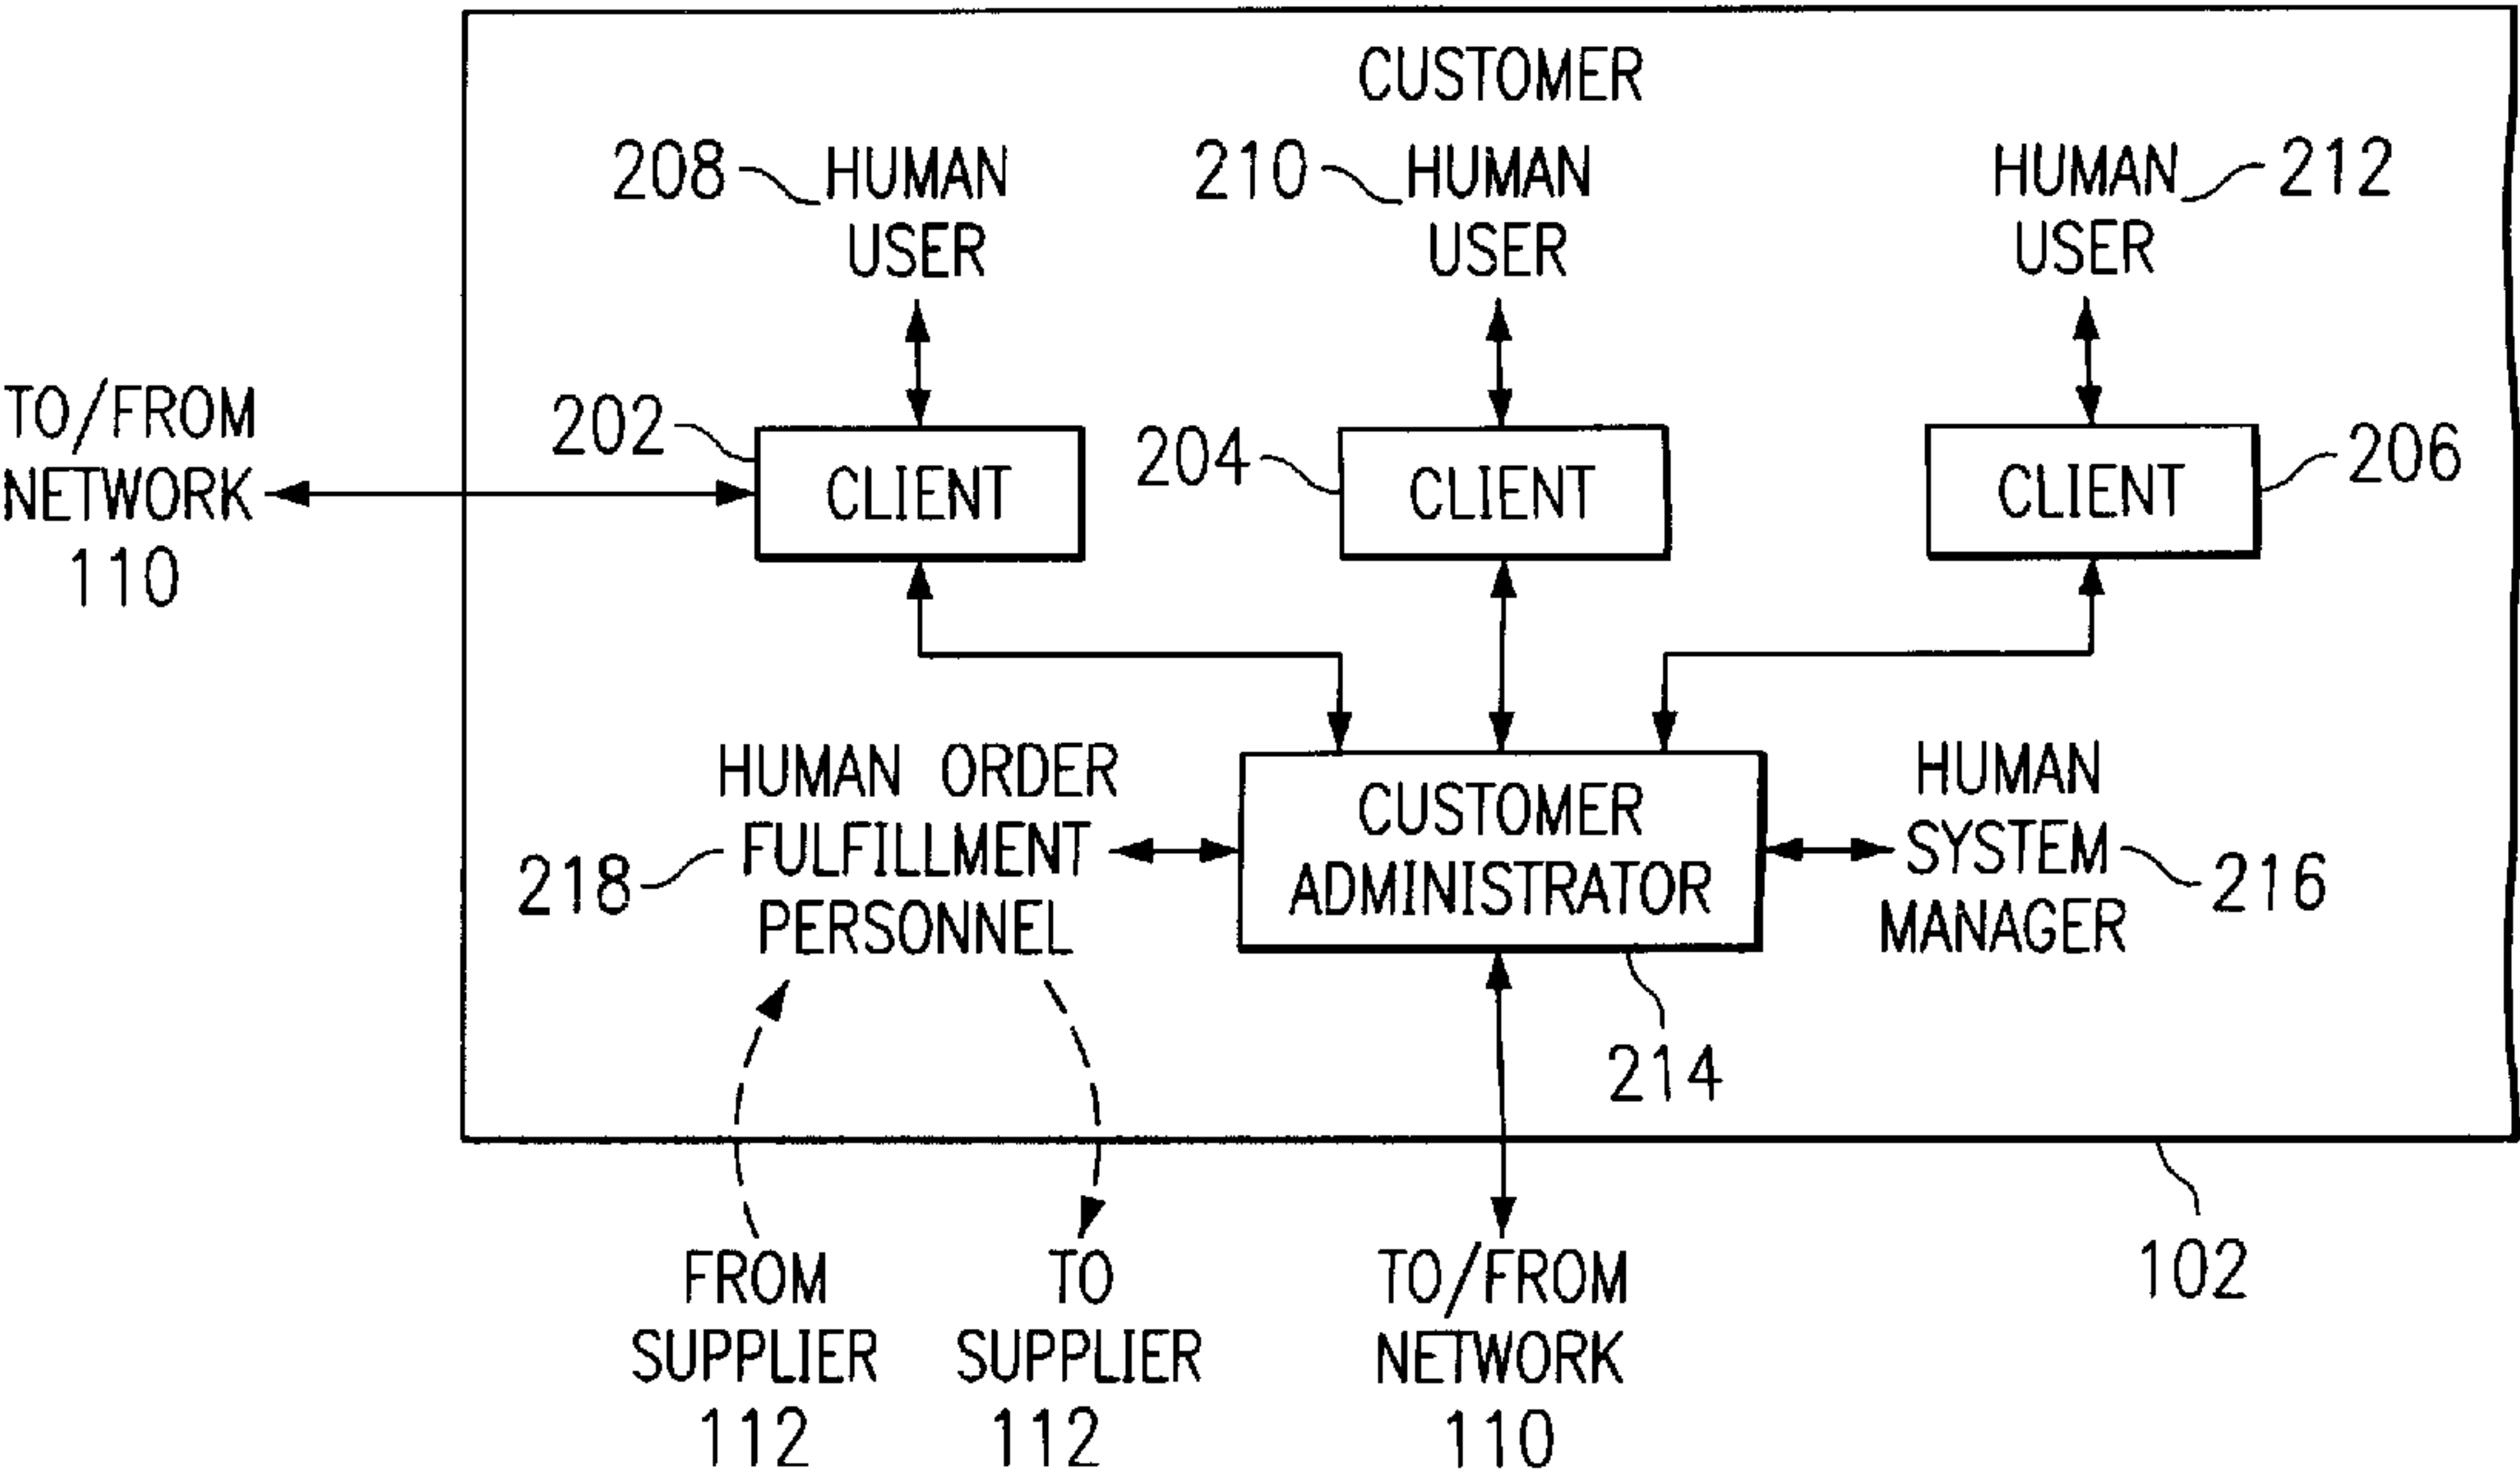 CUSTOMER
208 HUMAN
USER
210 HUMAN
USER
HUMAN 212
USER
TO/FROM
NETWORK
110
202
CLIENT
204
CLIENT
206
CLIENT
HUMAN ORDER
FULFILLMENT
PERSONNEL
218
CUSTOMER
ADMINISTRATOR
HUMAN
SYSTEM
MANAGER
216
214
102
FROM
SUPPLIER
112
TO
SUPPLIER
112
TO/FROM
NETWORK
110